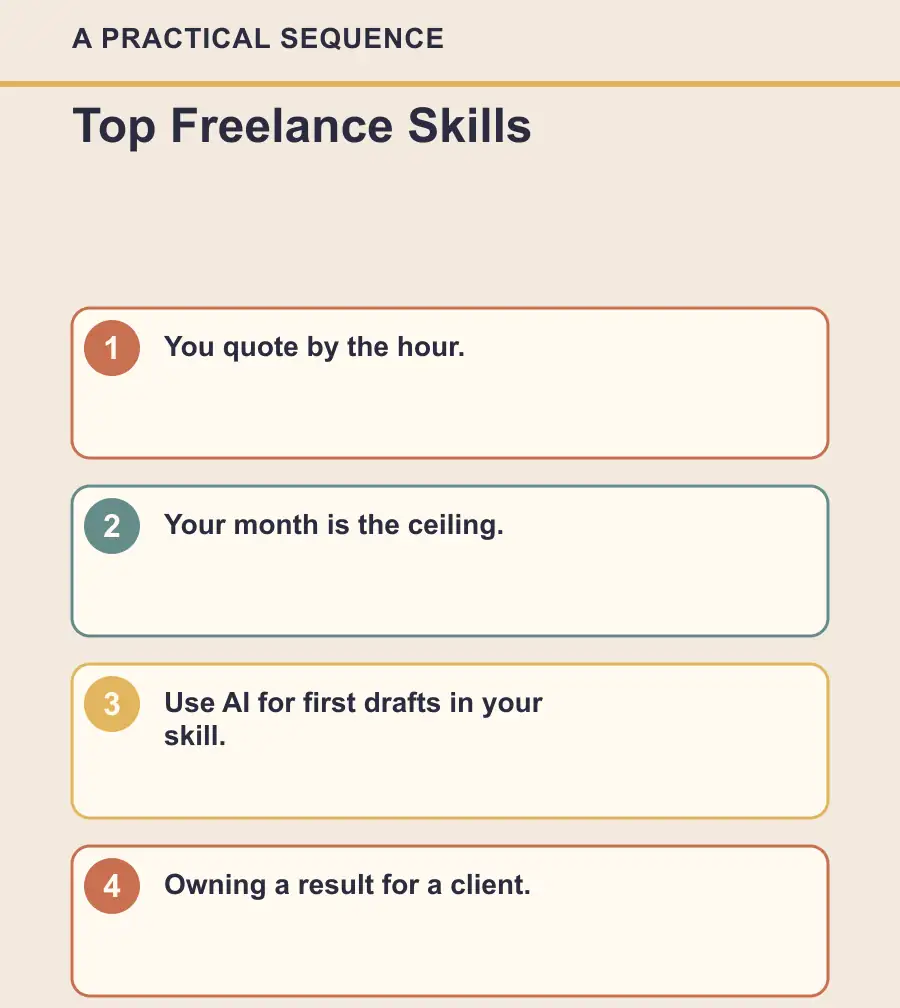 A PRACTICAL SEQUENCE
Top Freelance Skills
1
You quote by the hour.
2
Your month is the ceiling.
3
Use AI for first drafts in your
skill.
4
Owning a result for a client.